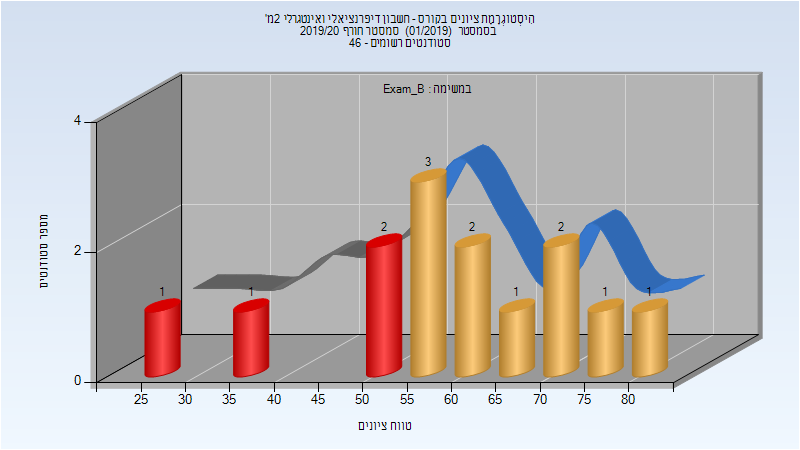 הִיסְטוֹגְרַמַּת ציונים בקורס - חשבון דיפרנציאלי ואינטגרלי 2מ'
בסמסטר (01/2019) סמסטר חורף 2019/20
סטודנטים רשומים - 46
במשימה : Exam_B
מספר סטודנטים
4
2
0
1
1
2
3
2
1
2
1
1
25 30 35 40 45 50 55 60 65 70 75 80
טווח ציונים